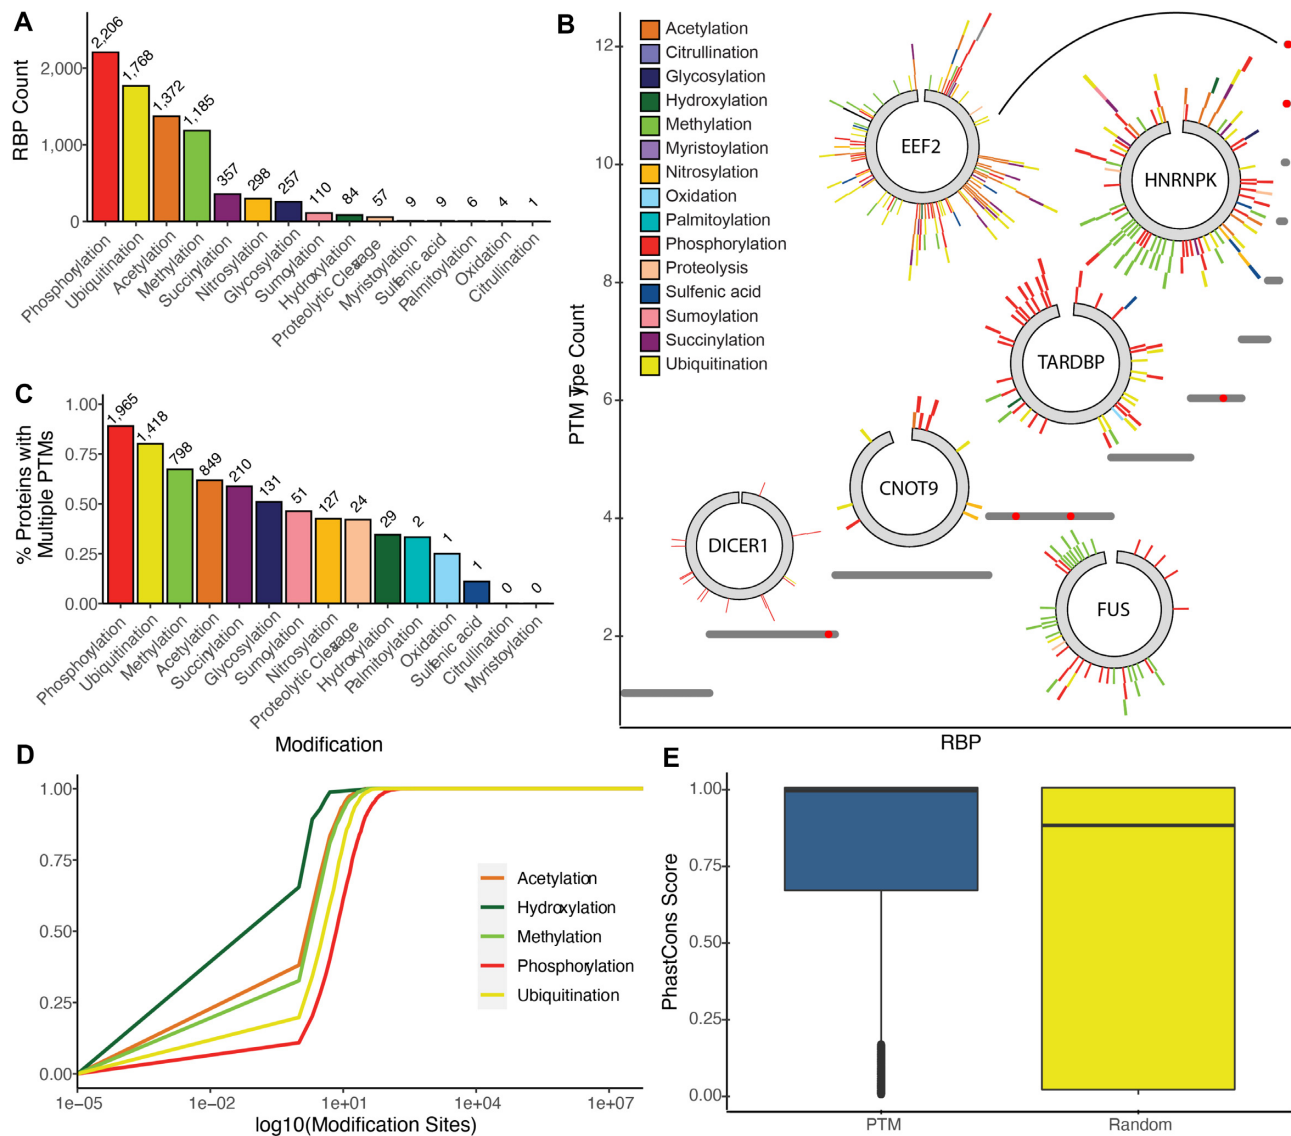 A
RBP Count
2,000
1,000
0
2,206
1,768
1,372
1,185
357
298
257
110
84
57
9
9
6
4
1
Phosphorylation
Ubiquitination
Acetylation
Methylation
Succinylation
Nitrosylation
Glycosylation
Sumoylation
Hydroxylation
Proteolytic Cleavage
Myristoylation
Sulfenic acid
Palmitoylation
Oxidation
Citrullination
B
PTM Type Count
12
10
8
6
4
2
Acetylation
Citrullination
Glycosylation
Hydroxylation
Methylation
Myristoylation
Nitrosylation
Oxidation
Palmitoylation
Phosphorylation
Proteolysis
Sulfenic acid
Sumoylation
Succinylation
Ubiquitination
EEF2
HNRNPK
TARDBP
CNOT9
DICER1
FUS
RBP
C
% Proteins with
Multiple PTMs
1.00
0.75
0.50
0.25
0.00
1,965
1,418
798
849
210
131
51
127
24
29
2
1
1
0
0
Phosphorylation
Ubiquitination
Methylation
Acetylation
Succinylation
Glycosylation
Sumoylation
Nitrosylation
Proteolytic Cleavage
Hydroxylation
Palmitoylation
Oxidation
Sulfenic acid
Citrullination
Myristoylation
Modification
D
1.00
0.75
0.50
0.25
0.00
Acetylation
Hydroxylation
Methylation
Phosphorylation
Ubiquitination
1e-05
1e-02
1e+01
1e+04
1e+07
log10(Modification Sites)
E
PhastCons Score
1.00
0.75
0.50
0.25
0.00
PTM
Random